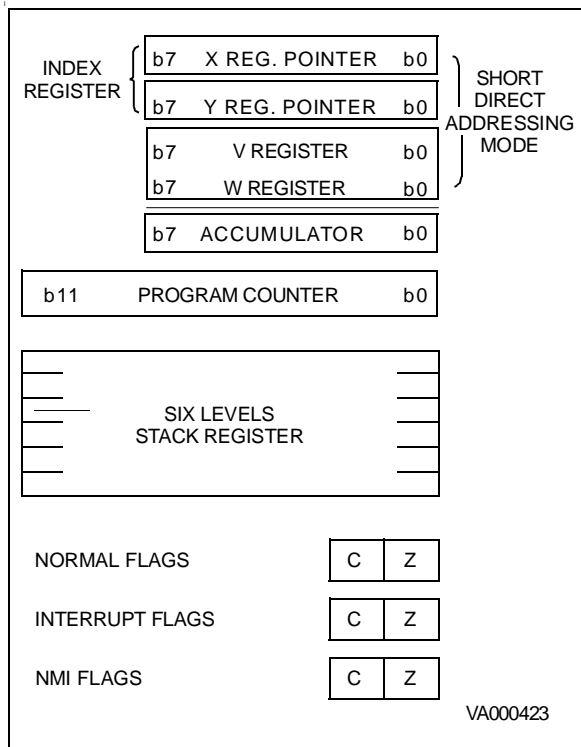 INDEX
REGISTER
b7 X REG. POINTER b0
b7 Y REG. POINTER b0
b7 V REGISTER b0
b7 W REGISTER b0
SHORT
DIRECT
ADDRESSING
MODE
b7 ACCUMULATOR b0
b11 PROGRAM COUNTER b0
SIX LEVELS
STACK REGISTER
NORMAL FLAGS C Z
INTERRUPT FLAGS C Z
NMI FLAGS C Z
VA000423